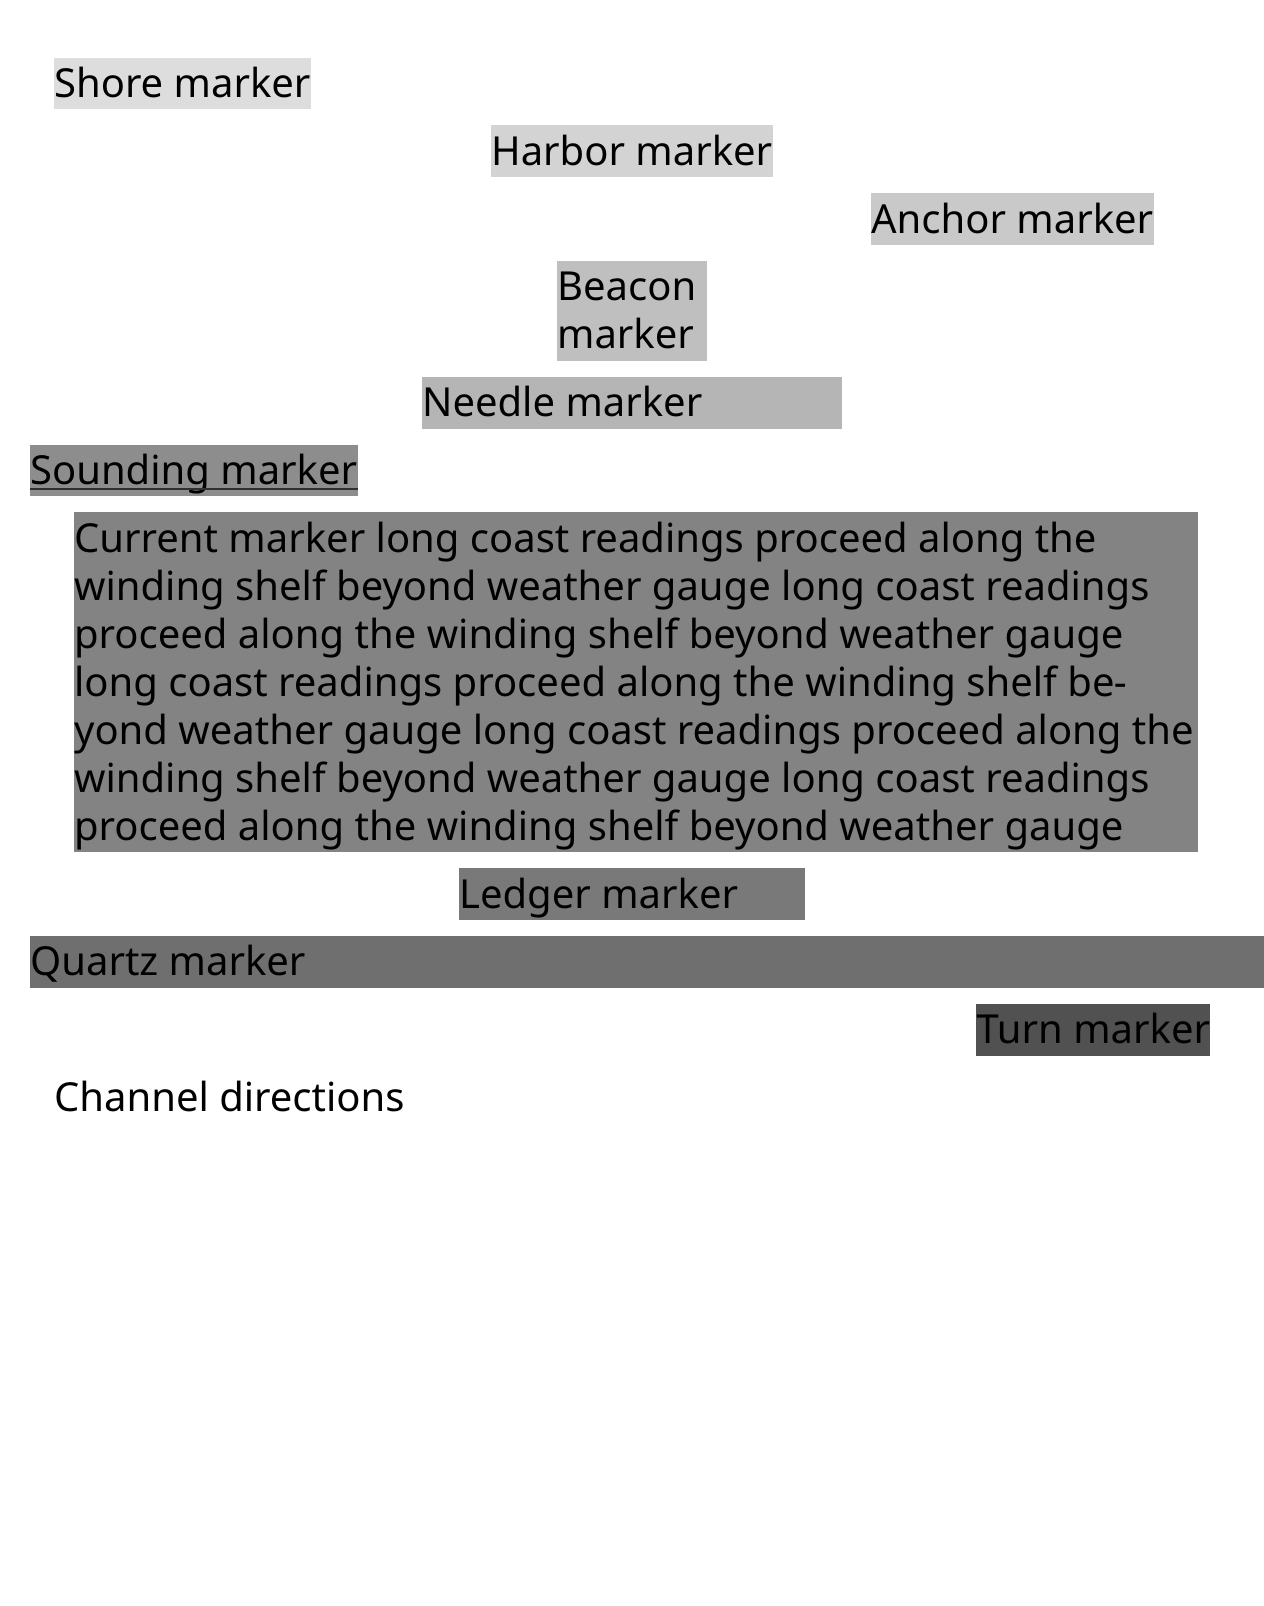 Shore marker
Harbor marker
Anchor marker
Beacon
marker
Needle marker
Sounding marker
Current marker long coast readings proceed along the
winding shelf beyond weather gauge long coast readings
proceed along the winding shelf beyond weather gauge
long coast readings proceed along the winding shelf be-
yond weather gauge long coast readings proceed along the
winding shelf beyond weather gauge long coast readings
proceed along the winding shelf beyond weather gauge
Ledger marker
Quartz marker
Turn marker
Channel directions